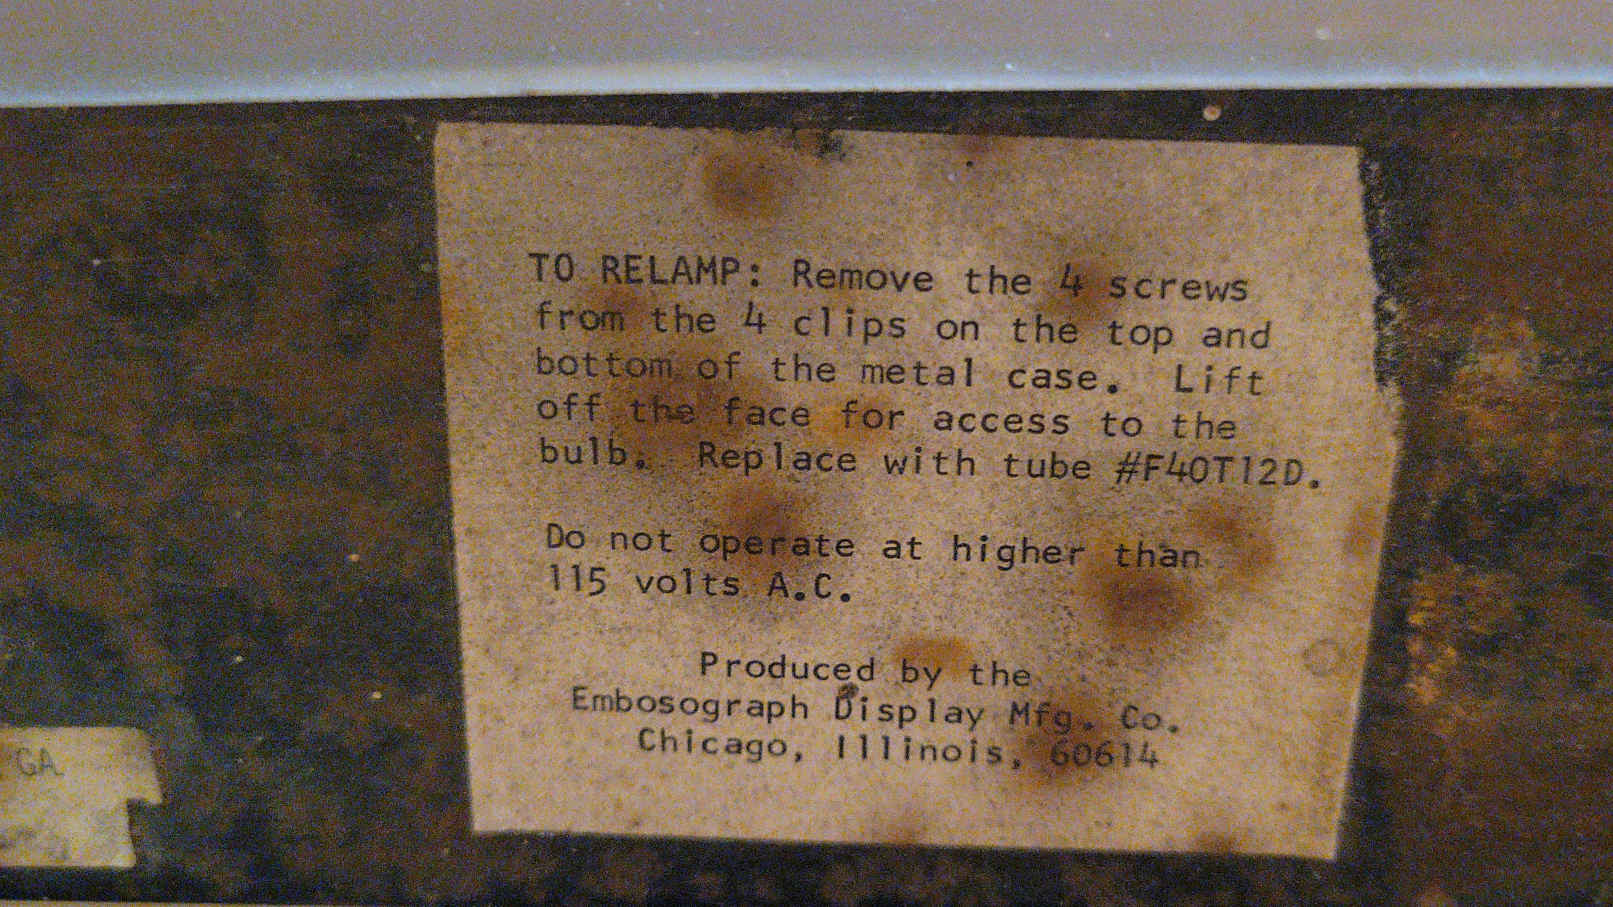 TO RELAMP: Remove the 4 screws
from the 4 clips on the top and
bottom of the metal case. Lift
off the face for access to the
bulb. Replace with tube #F40T12D.
Do not operate at higher than
115 volts A.C.
Produced by the
Embosograph Display Mfg. Co.
Chicago, Illinois, 60614
GA